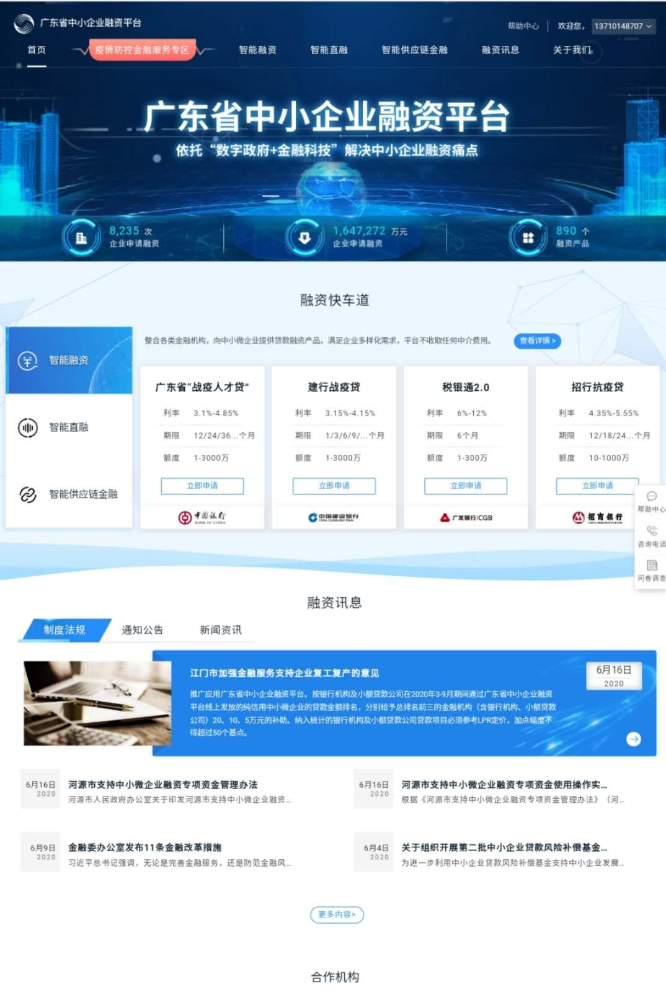 广东省中小企业融资平台
帮助中心
欢迎您，
13710148707
首页
疫情防控金融服务专区
智能融资
智能直融
智能供应链金融
融资讯息
关于我们
广东省中小企业融资平台
依托“数字政府+金融科技”解决中小企业融资痛点
8,235 次
企业申请融资
1,647,272 万元
企业申请融资
890 个
融资产品
融资快车道
智能融资
智能直融
智能供应链金融
整合各类金融机构，向中小微企业提供贷款融资产品，满足企业多样化需求，平台不收取任何中介费用。
查看详情 >
广东省“战疫人才贷”
利率 3.1%-4.85%
期限 12/24/36...个月
额度 1-3000万
立即申请
中国银行
BANK OF CHINA
建行战疫贷
利率 3.15%-4.15%
期限 1/3/6/9/...个月
额度 1-3000万
立即申请
中国建设银行
China Construction Bank
税银通2.0
利率 6%-12%
期限 6个月
额度 1-300万
立即申请
广发银行|CGB
招行抗疫贷
利率 4.35%-5.55%
期限 12/18/24...个月
额度 10-1000万
立即申请
招商银行
CHINA MERCHANTS BANK
帮助中心
咨询电话
问卷调查
融资讯息
制度法规
通知公告
新闻资讯
江门市加强金融服务支持企业复工复产的意见
推广应用广东省中小企业融资平台。按银行机构及小额贷款公司在2020年3-9月期间通过广东省中小企业融资
平台线上发放的纯信用中小微企业的贷款金额排名，分别给予总排名前三的金融机构（含银行机构、小额贷款
公司）20、10、5万元的补助。纳入统计的银行机构及小额贷款公司贷款项目必须参考LPR定价，加点幅度不
得超过50个基点。
6月16日
2020
6月16日
2020
河源市支持中小微企业融资专项资金管理办法
河源市人民政府办公室关于印发河源市支持中小微企业融资...
6月16日
2020
河源市支持中小微企业融资专项资金使用操作实...
根据《河源市支持中小微企业融资专项资金管理办法》（河...
6月9日
2020
金融委办公室发布11条金融改革措施
习近平总书记强调，无论是完善金融服务，还是防范金融风...
6月4日
2020
关于组织开展第二批中小企业贷款风险补偿基金...
为进一步利用中小企业贷款风险补偿基金支持中小企业发展...
更多内容>
合作机构